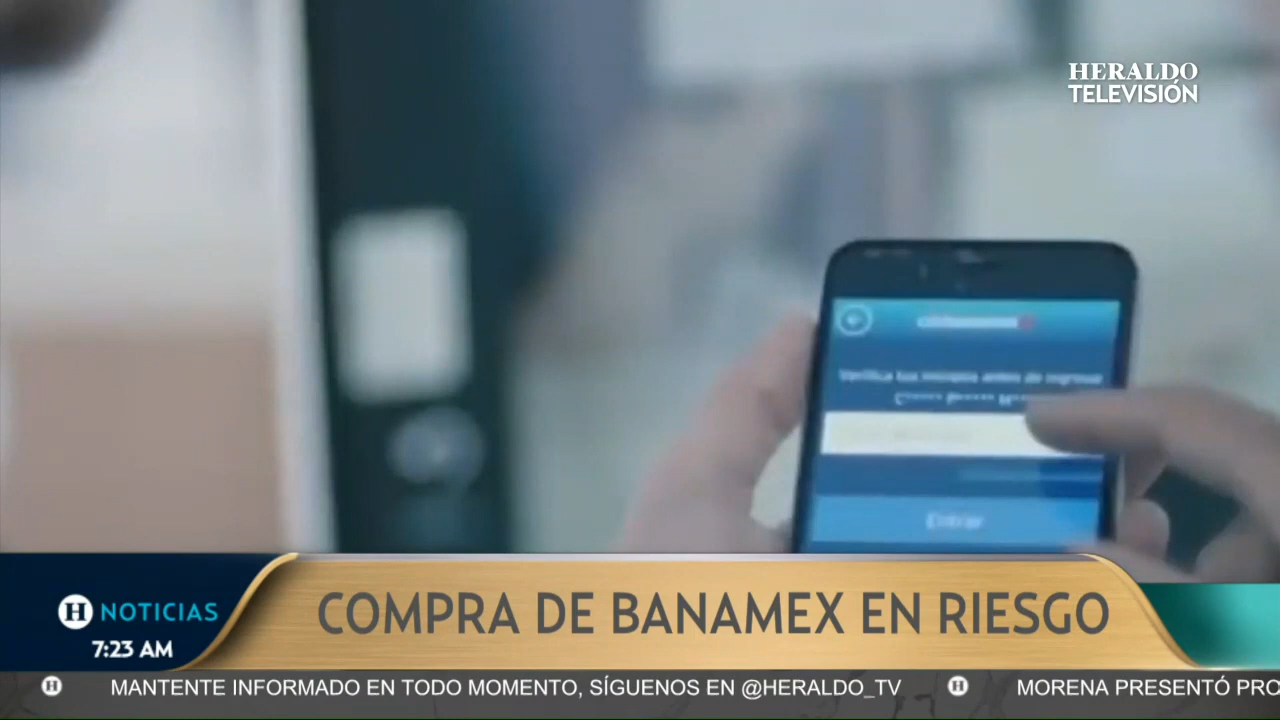 HERALDO
TELEVISIÓN
Entrar
COMPRA DE BANAMEX EN RIESGO
H NOTICIAS
7:23 AM
H MANTENTE INFORMADO EN TODO MOMENTO, SÍGUENOS EN @HERALDO_TV H MORENA PRESENTÓ PRO